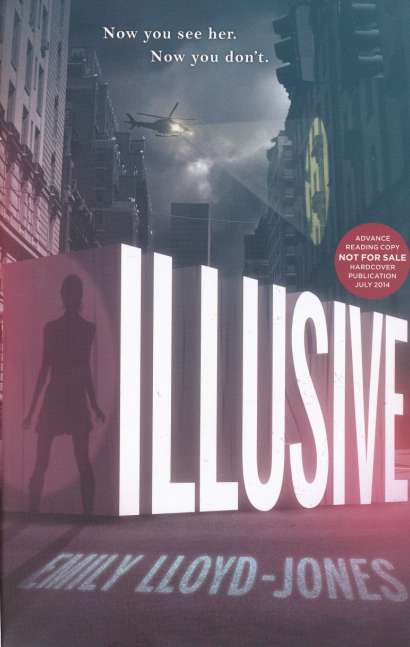 Now you see her.
Now you don't.
ADVANCE
READING COPY
NOT FOR SALE
HARDCOVER
PUBLICATION
JULY 2014
ILLUSIVE
EMILY LLOYD-JONES